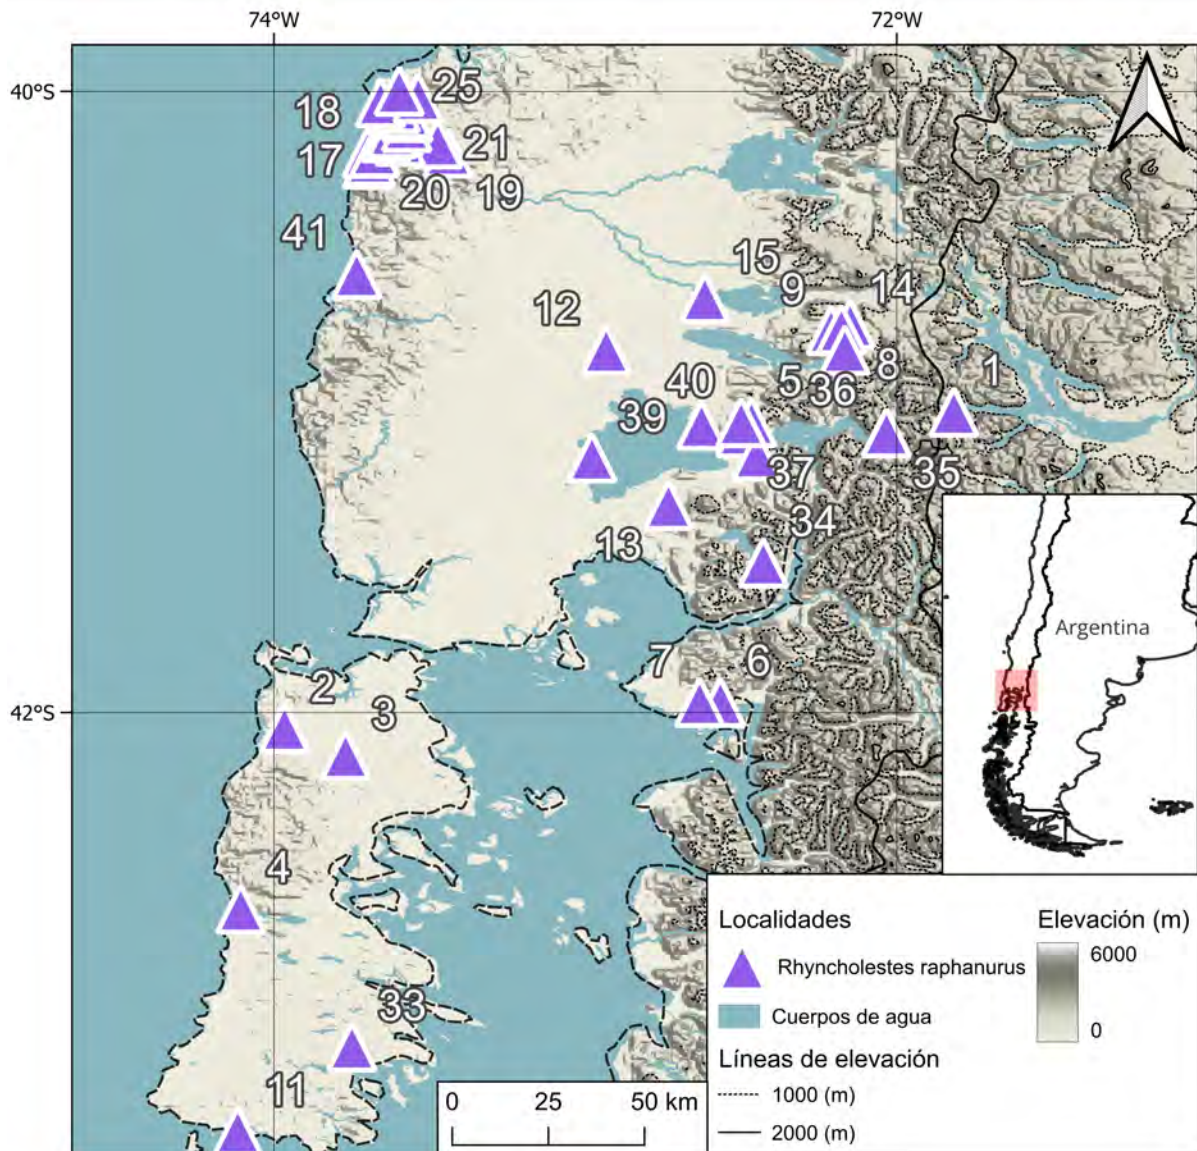 74°W
72°W
40°S
25
18
21
17
20
19
41
15
9
14
12
8
1
5
36
40
39
37
35
34
13
Argentina
7
6
2
3
42°S
4
33
11
Localidades
Rhyncholestes raphanurus
Cuerpos de agua
Líneas de elevación
1000 (m)
2000 (m)
Elevación (m)
6000
0
0
25
50 km